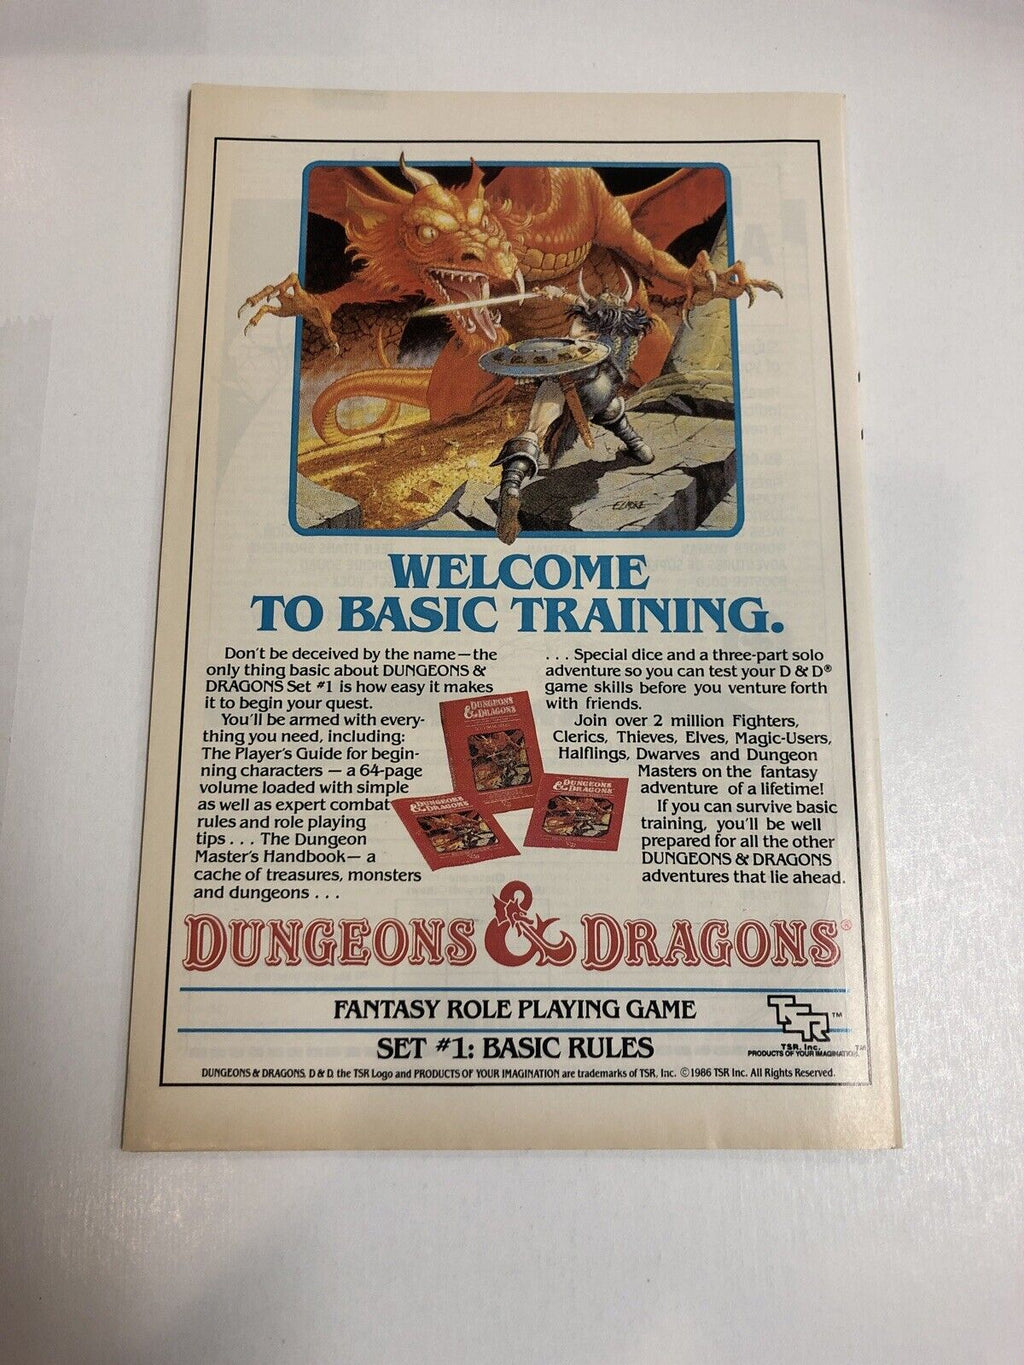 ELMORE
WELCOME
TO BASIC TRAINING.
Don't be deceived by the name—the
only thing basic about DUNGEONS &
DRAGONS Set #1 is how easy it makes
it to begin your quest.
You'll be armed with every-
thing you need, including:
The Player's Guide for begin-
ning characters — a 64-page
volume loaded with simple
as well as expert combat
rules and role playing
tips . . . The Dungeon
Master's Handbook— a
cache of treasures, monsters
and dungeons . . .
. . . Special dice and a three-part solo
adventure so you can test your D & D®
game skills before you venture forth
with friends.
Join over 2 million Fighters,
Clerics, Thieves, Elves, Magic-Users,
Halflings, Dwarves and Dungeon
Masters on the fantasy
adventure of a lifetime!
If you can survive basic
training, you'll be well
prepared for all the other
DUNGEONS & DRAGONS
adventures that lie ahead.
DUNGEONS
& DRAGONS
DUNGEONS
& DRAGONS
DUNGEONS
& DRAGONS
DUNGEONS & DRAGONS®
FANTASY ROLE PLAYING GAME
SET #1: BASIC RULES
TSR™
TSR, Inc.
PRODUCTS OF YOUR IMAGINATION™
DUNGEONS & DRAGONS, D & D, the TSR Logo and PRODUCTS OF YOUR IMAGINATION are trademarks of TSR, Inc. ©1986 TSR Inc. All Rights Reserved.